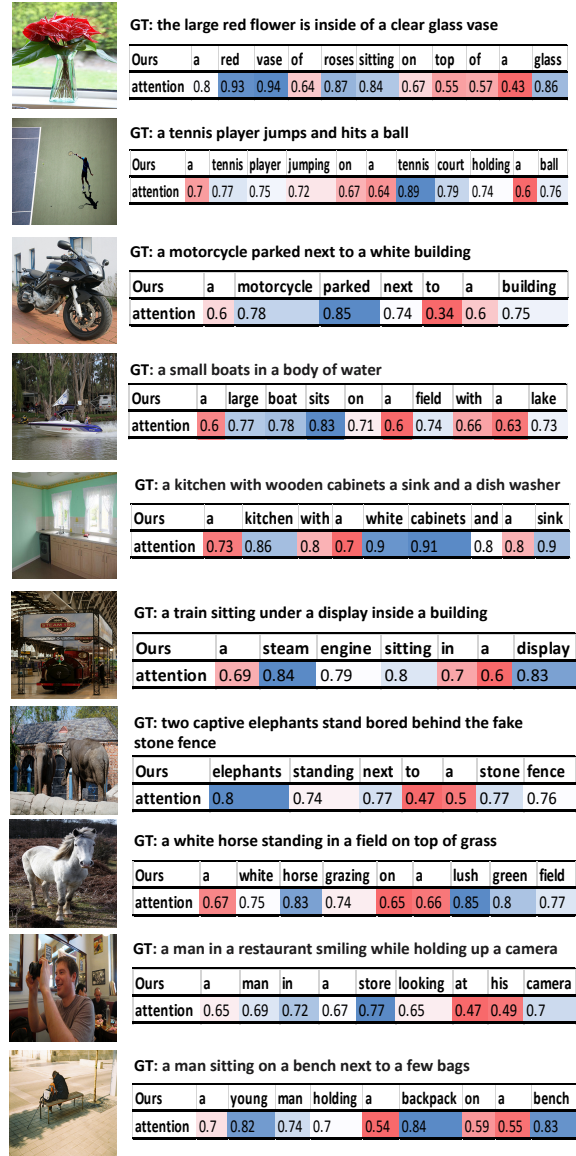 GT: the large red flower is inside of a clear glass vase
Ours a red vase of roses sitting on top of a glass
attention 0.8 0.93 0.94 0.64 0.87 0.84 0.67 0.55 0.57 0.43 0.86
GT: a tennis player jumps and hits a ball
Ours a tennis player jumping on a tennis court holding a ball
attention 0.7 0.77 0.75 0.72 0.67 0.64 0.89 0.79 0.74 0.6 0.76
GT: a motorcycle parked next to a white building
Ours a motorcycle parked next to a building
attention 0.6 0.78 0.85 0.74 0.34 0.6 0.75
GT: a small boats in a body of water
Ours a large boat sits on a field with a lake
attention 0.6 0.77 0.78 0.83 0.71 0.6 0.74 0.66 0.63 0.73
GT: a kitchen with wooden cabinets a sink and a dish washer
Ours a kitchen with a white cabinets and a sink
attention 0.73 0.86 0.8 0.7 0.9 0.91 0.8 0.8 0.9
GT: a train sitting under a display inside a building
Ours a steam engine sitting in a display
attention 0.69 0.84 0.79 0.8 0.7 0.6 0.83
GT: two captive elephants stand bored behind the fake
stone fence
Ours elephants standing next to a stone fence
attention 0.8 0.74 0.77 0.47 0.5 0.77 0.76
GT: a white horse standing in a field on top of grass
Ours a white horse grazing on a lush green field
attention 0.67 0.75 0.83 0.74 0.65 0.66 0.85 0.8 0.77
GT: a man in a restaurant smiling while holding up a camera
Ours a man in a store looking at his camera
attention 0.65 0.69 0.72 0.67 0.77 0.65 0.47 0.49 0.7
GT: a man sitting on a bench next to a few bags
Ours a young man holding a backpack on a bench
attention 0.7 0.82 0.74 0.7 0.54 0.84 0.59 0.55 0.83